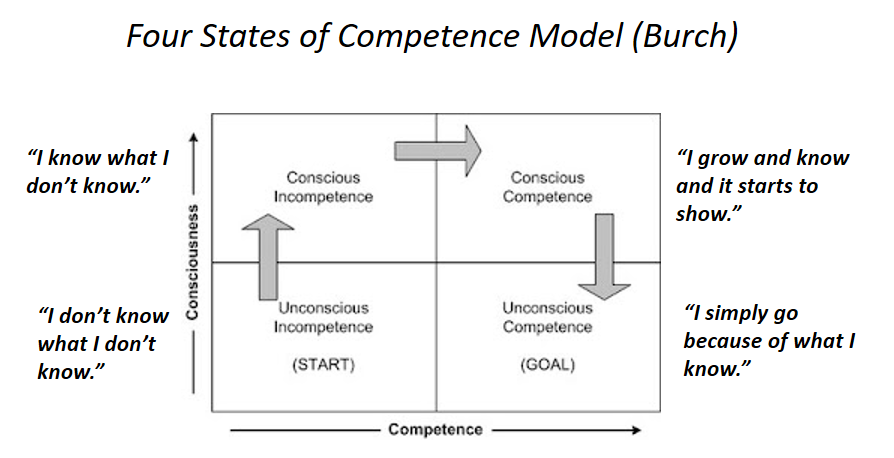 Four States of Competence Model (Burch)
“I know what I
don’t know.”
Conscious
Incompetence
Conscious
Competence
“I grow and know
and it starts to
show.”
Consciousness
“I don’t know
what I don’t
know.”
Unconscious
Incompetence
(START)
Unconscious
Competence
(GOAL)
“I simply go
because of what I
know.”
Competence